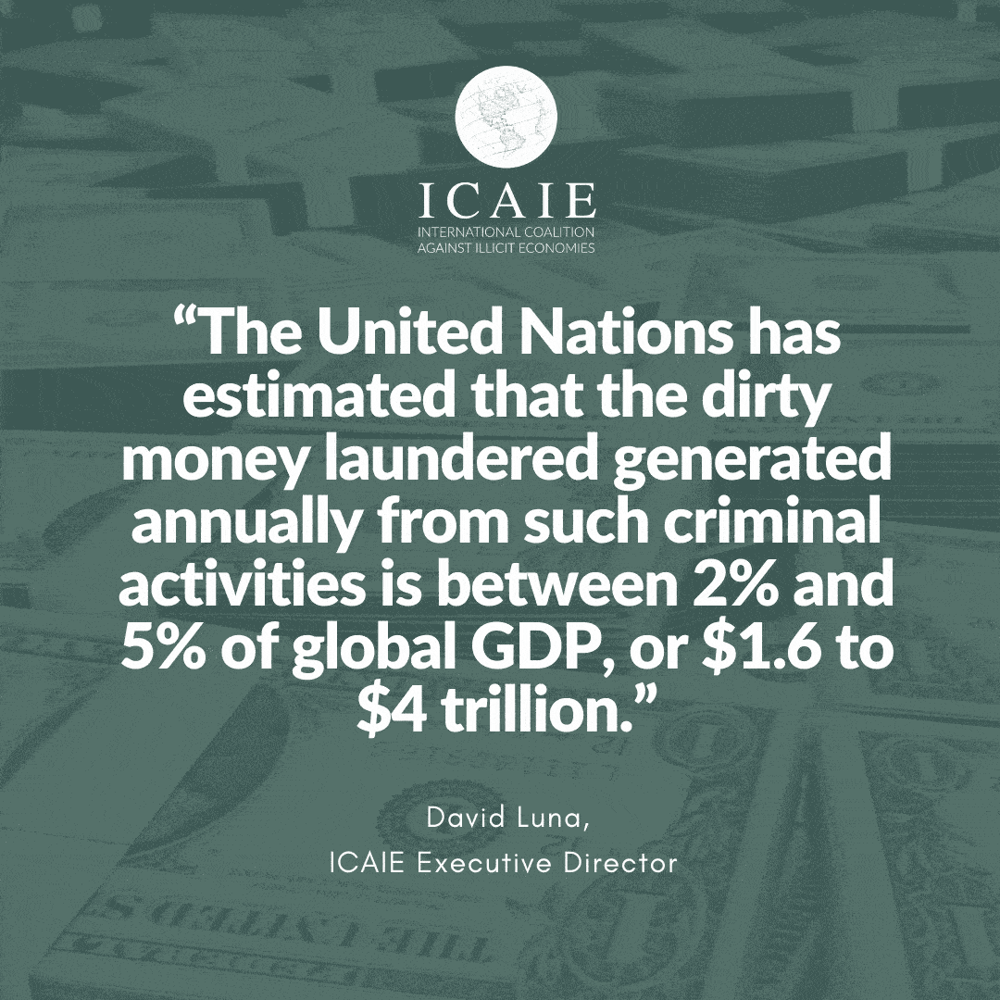 ICAIE
INTERNATIONAL COALITION
AGAINST ILLICIT ECONOMIES
“The United Nations has
estimated that the dirty
money laundered generated
annually from such criminal
activities is between 2% and
5% of global GDP, or $1.6 to
$4 trillion.”
David Luna,
ICAIE Executive Director